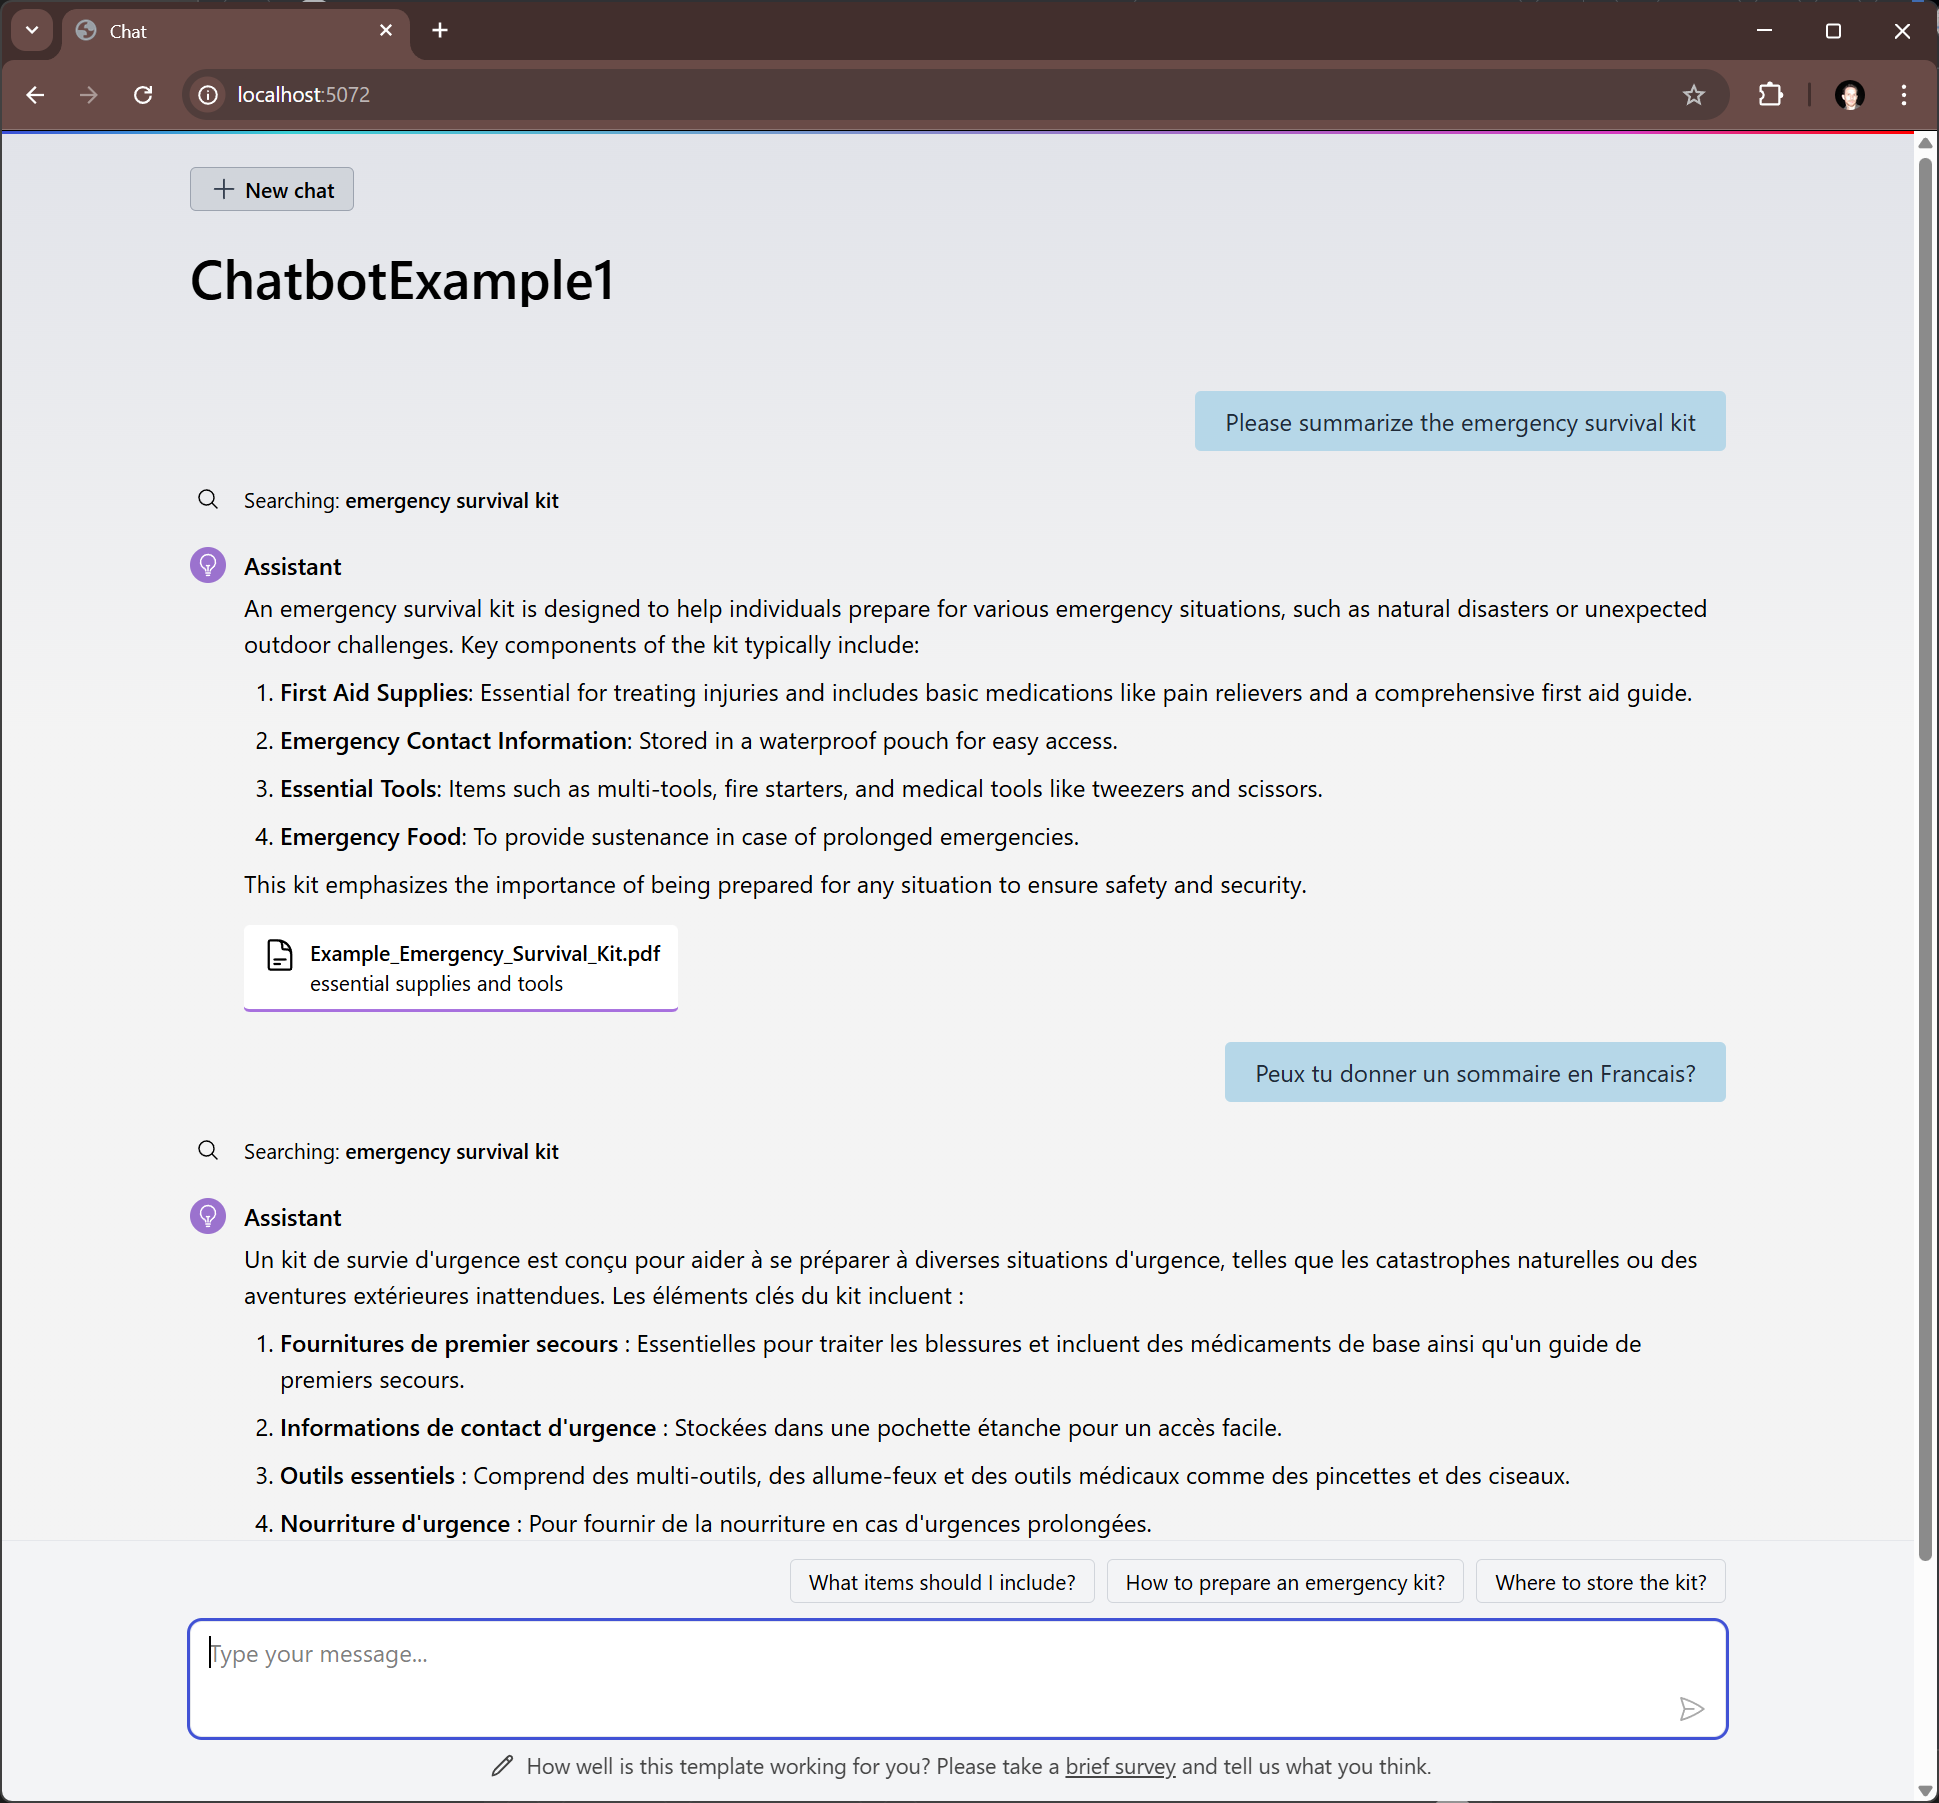 Chat
localhost:5072
New chat
ChatbotExample1
Please summarize the emergency survival kit
Searching: emergency survival kit
Assistant
An emergency survival kit is designed to help individuals prepare for various emergency situations, such as natural disasters or unexpected
outdoor challenges. Key components of the kit typically include:
1. First Aid Supplies: Essential for treating injuries and includes basic medications like pain relievers and a comprehensive first aid guide.
2. Emergency Contact Information: Stored in a waterproof pouch for easy access.
3. Essential Tools: Items such as multi-tools, fire starters, and medical tools like tweezers and scissors.
4. Emergency Food: To provide sustenance in case of prolonged emergencies.
This kit emphasizes the importance of being prepared for any situation to ensure safety and security.
Example_Emergency_Survival_Kit.pdf
essential supplies and tools
Peux tu donner un sommaire en Francais?
Searching: emergency survival kit
Assistant
Un kit de survie d'urgence est conçu pour aider à se préparer à diverses situations d'urgence, telles que les catastrophes naturelles ou des
aventures extérieures inattendues. Les éléments clés du kit incluent :
1. Fournitures de premier secours : Essentielles pour traiter les blessures et incluent des médicaments de base ainsi qu'un guide de
premiers secours.
2. Informations de contact d'urgence : Stockées dans une pochette étanche pour un accès facile.
3. Outils essentiels : Comprend des multi-outils, des allume-feux et des outils médicaux comme des pincettes et des ciseaux.
4. Nourriture d'urgence : Pour fournir de la nourriture en cas d'urgences prolongées.
What items should I include?
How to prepare an emergency kit?
Where to store the kit?
Type your message...
How well is this template working for you? Please take a brief survey and tell us what you think.